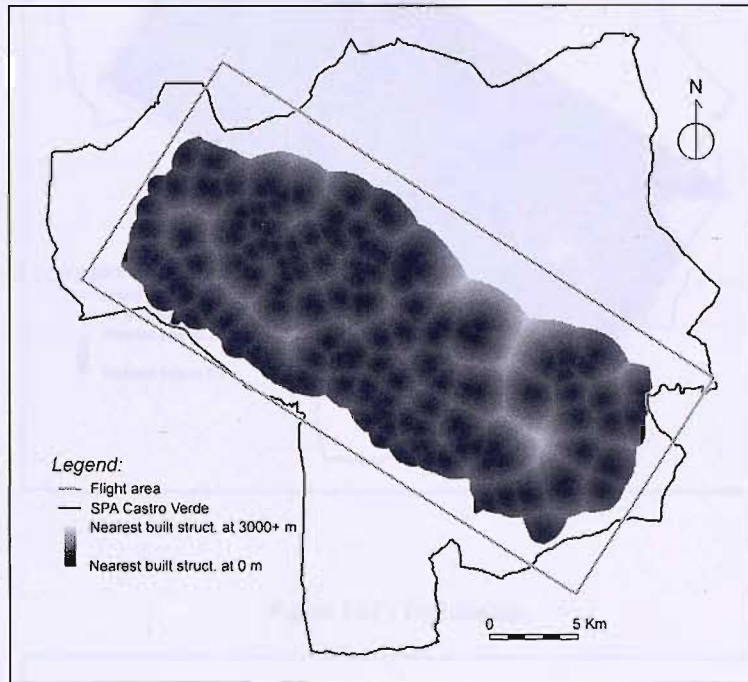 N
Legend:
Flight area
SPA Castro Verde
Nearest built struct. at 3000+ m
Nearest built struct. at 0 m
0 5 Km